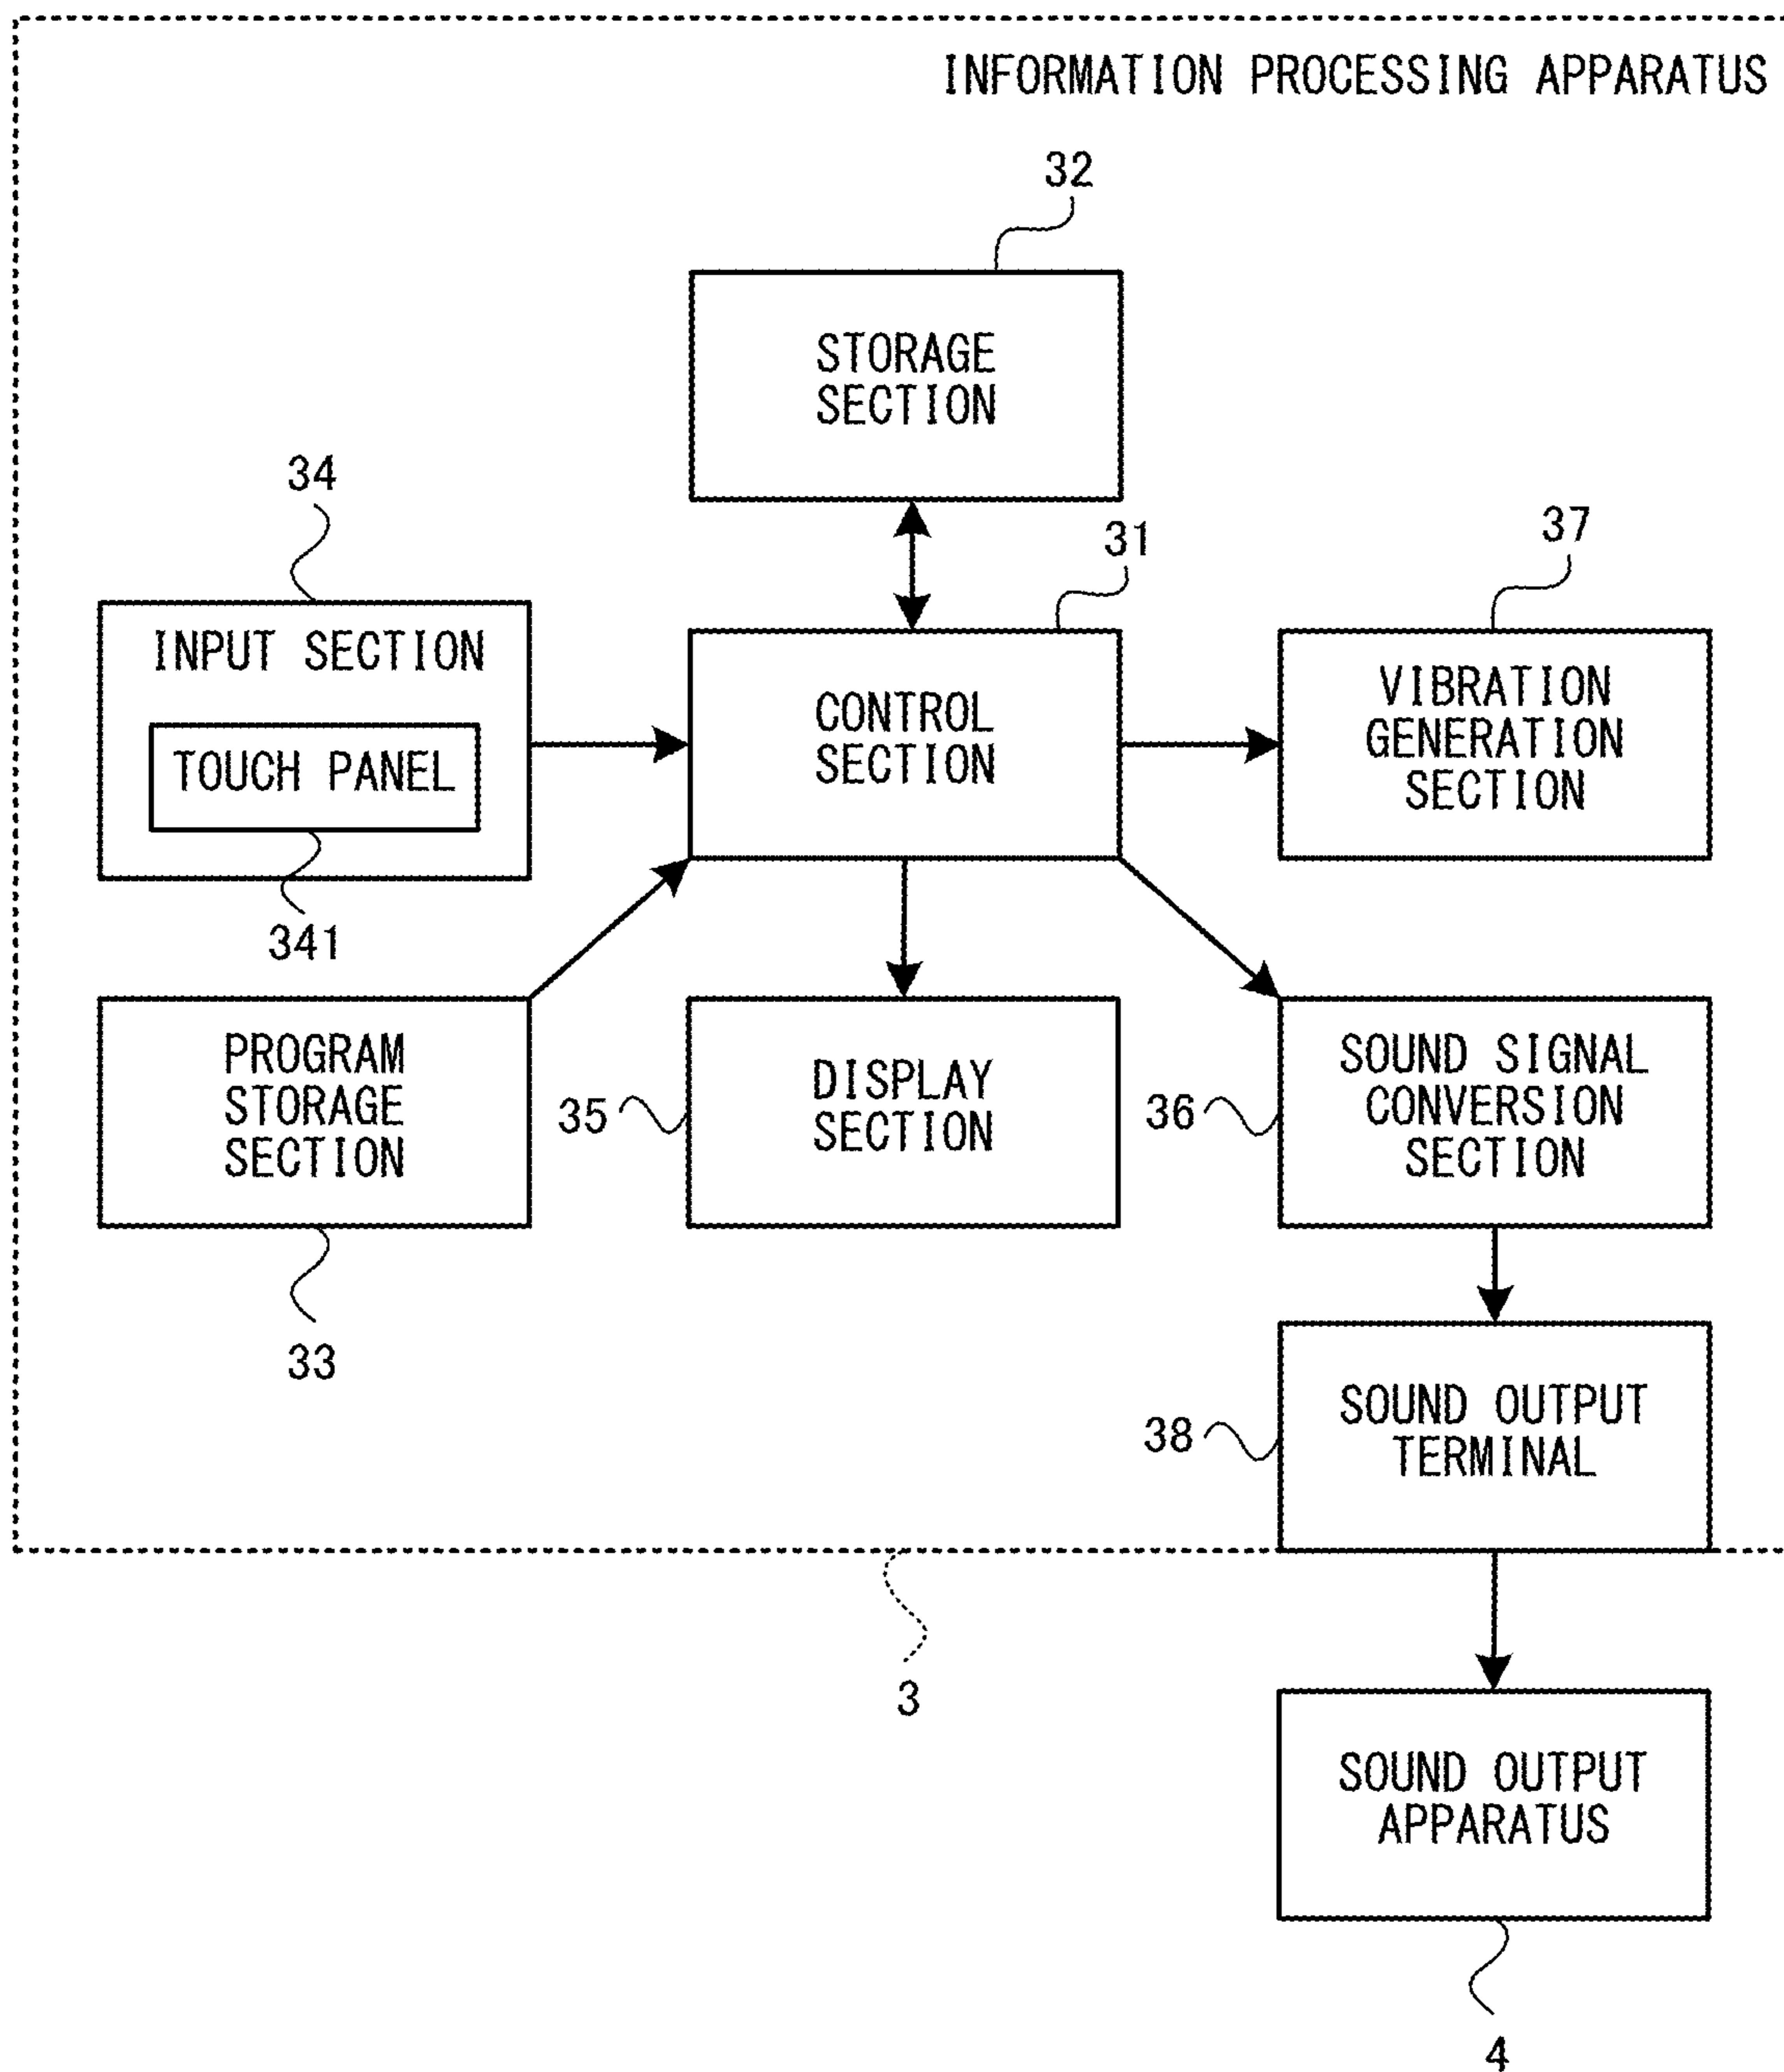 INFORMATION PROCESSING APPARATUS
32
STORAGE
SECTION
34
INPUT SECTION
TOUCH PANEL
341
31
CONTROL
SECTION
37
VIBRATION
GENERATION
SECTION
PROGRAM
STORAGE
SECTION
33
35
DISPLAY
SECTION
36
SOUND SIGNAL
CONVERSION
SECTION
38
SOUND OUTPUT
TERMINAL
3
SOUND OUTPUT
APPARATUS
4